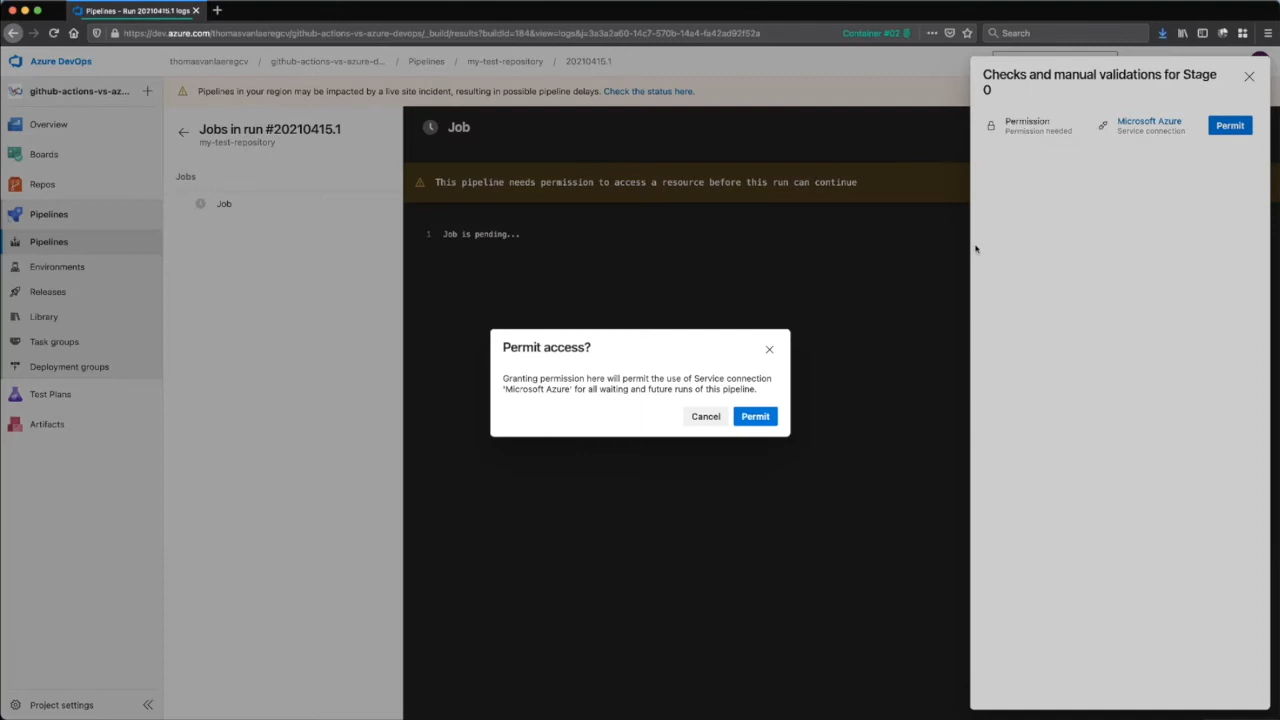 Pipelines - Run 20210415.1 logs
https://dev.azure.com/thomasvanlaeregcv/github-actions-vs-azure-devops/_build/results?buildId=184&view=logs&j=3a3a2a60-14c7-570b-14a4-fa42ad92f52a
Container #02
Search
Azure DevOps
thomasvanlaeregcv / github-actions-vs-azure-d... / Pipelines / my-test-repository / 20210415.1
github-actions-vs-az...
Pipelines in your region may be impacted by a live site incident, resulting in possible pipeline delays. Check the status here.
Overview
Boards
Repos
Pipelines
Pipelines
Environments
Releases
Library
Task groups
Deployment groups
Test Plans
Artifacts
Project settings
Jobs in run #20210415.1
my-test-repository
Jobs
Job
Job
This pipeline needs permission to access a resource before this run can continue
1 Job is pending...
Permit access?
Granting permission here will permit the use of Service connection
'Microsoft Azure' for all waiting and future runs of this pipeline.
Cancel
Permit
Checks and manual validations for Stage
0
Permission
Permission needed
Microsoft Azure
Service connection
Permit